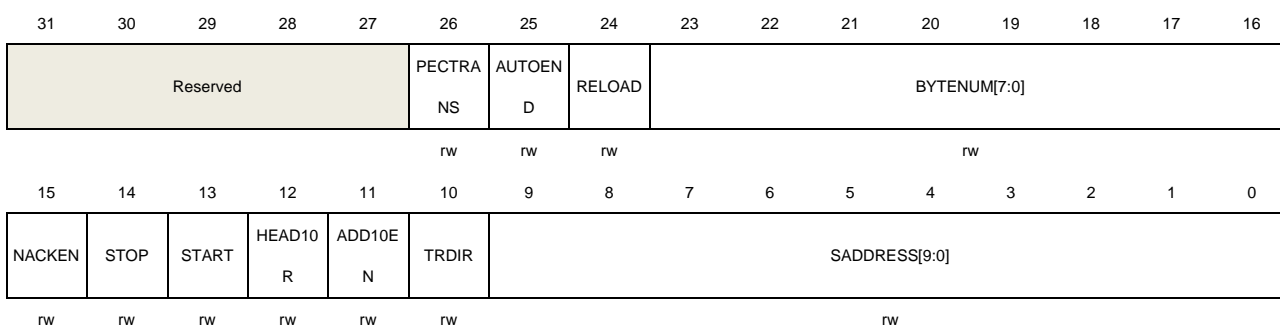 31 30 29 28 27 26 25 24 23 22 21 20 19 18 17 16
Reserved PECTRA NS AUTOEN D RELOAD BYTENUM[7:0]
rw rw rw rw
15 14 13 12 11 10 9 8 7 6 5 4 3 2 1 0
NACKEN STOP START HEAD10 R ADD10E N TRDIR SADDRESS[9:0]
rw rw rw rw rw rw rw